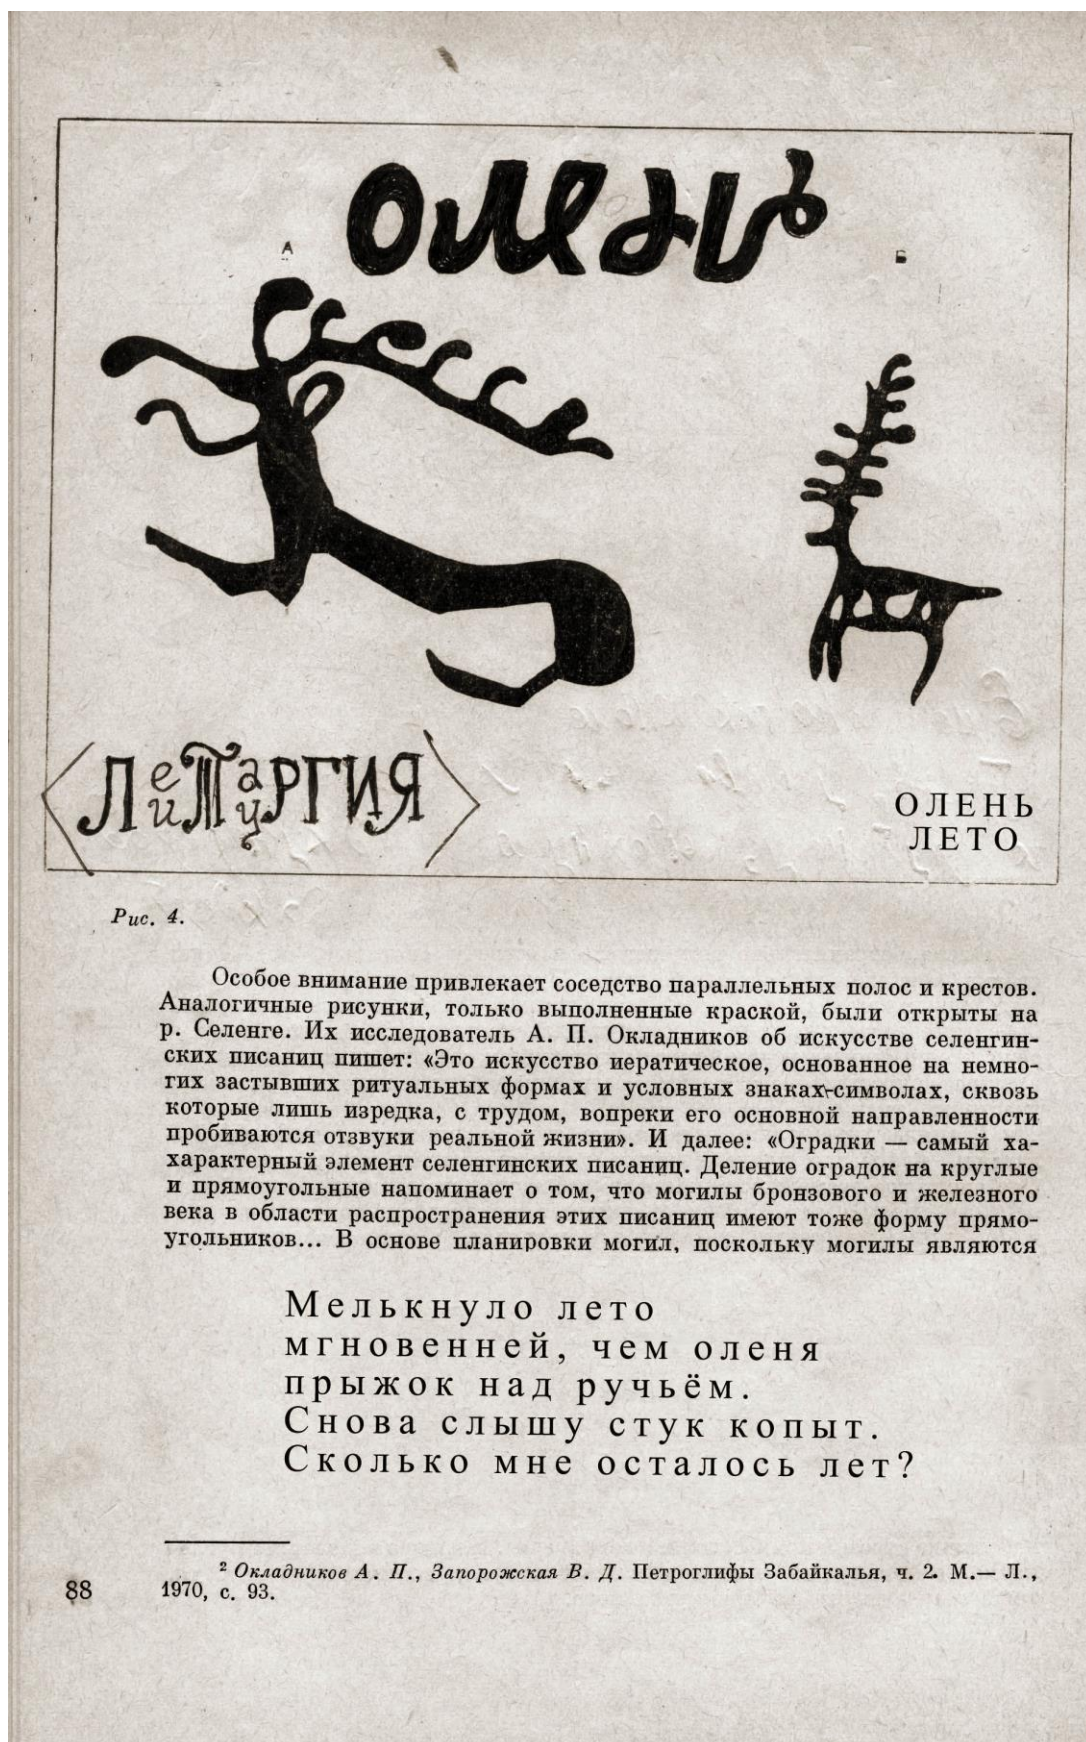 олень
А
Б
ОЛЕНЬ
ЛЕТО
Рис. 4.
Особое внимание привлекает соседство параллельных полос и крестов.
Аналогичные рисунки, только выполненные краской, были открыты на
р. Селенге. Их исследователь А. П. Окладников об искусстве селенгин-
ских писаниц пишет: «Это искусство иератическое, основанное на немно-
гих застывших ритуальных формах и условных знаках-символах, сквозь
которые лишь изредка, с трудом, вопреки его основной направленности
пробиваются отзвуки реальной жизни». И далее: «Оградки — самый ха-
характерный элемент селенгинских писаниц. Деление оградок на круглые
и прямоугольные напоминает о том, что могилы бронзового и железного
века в области распространения этих писаниц имеют тоже форму прямо-
угольников... В основе планировки могил, поскольку могилы являются
Мелькнуло лето
мгновенней, чем оленя
прыжок над ручьём.
Снова слышу стук копыт.
Сколько мне осталось лет?
² Окладников А. П., Запорожская В. Д. Петроглифы Забайкалья, ч. 2. М.— Л.,
1970, с. 93.
88